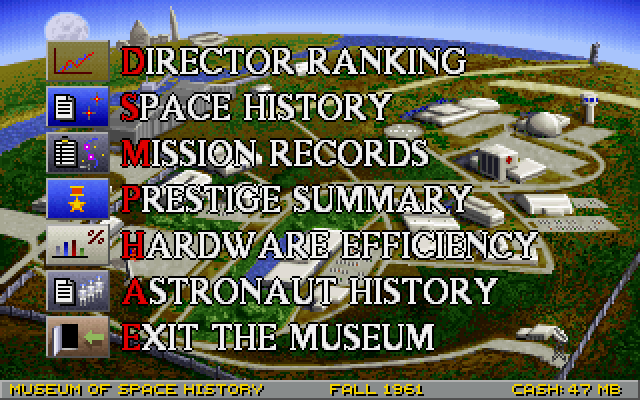 DIRECTOR RANKING
SPACE HISTORY
MISSION RECORDS
PRESTIGE SUMMARY
%
HARDWARE EFFICIENCY
ASTRONAUT HISTORY
EXIT THE MUSEUM
MUSEUM OF SPACE HISTORY FALL 1961 CASH: 47 MB